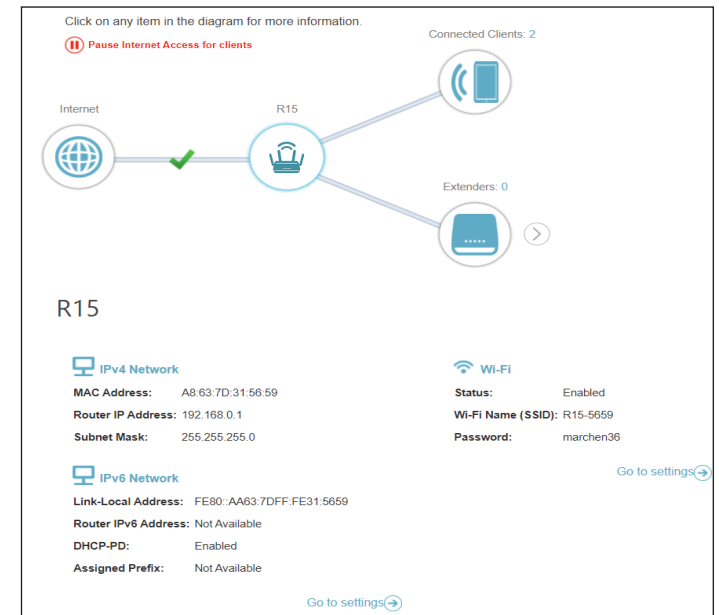 Click on any item in the diagram for more information.
Pause Internet Access for clients
Connected Clients: 2
Internet
R15
Extenders: 0
R15
IPv4 Network
MAC Address: A8:63:7D:31:56:59
Router IP Address: 192.168.0.1
Subnet Mask: 255.255.255.0
Wi-Fi
Status: Enabled
Wi-Fi Name (SSID): R15-5659
Password: marchen36
Go to settings
IPv6 Network
Link-Local Address: FE80::AA63:7DFF:FE31:5659
Router IPv6 Address: Not Available
DHCP-PD: Enabled
Assigned Prefix: Not Available
Go to settings